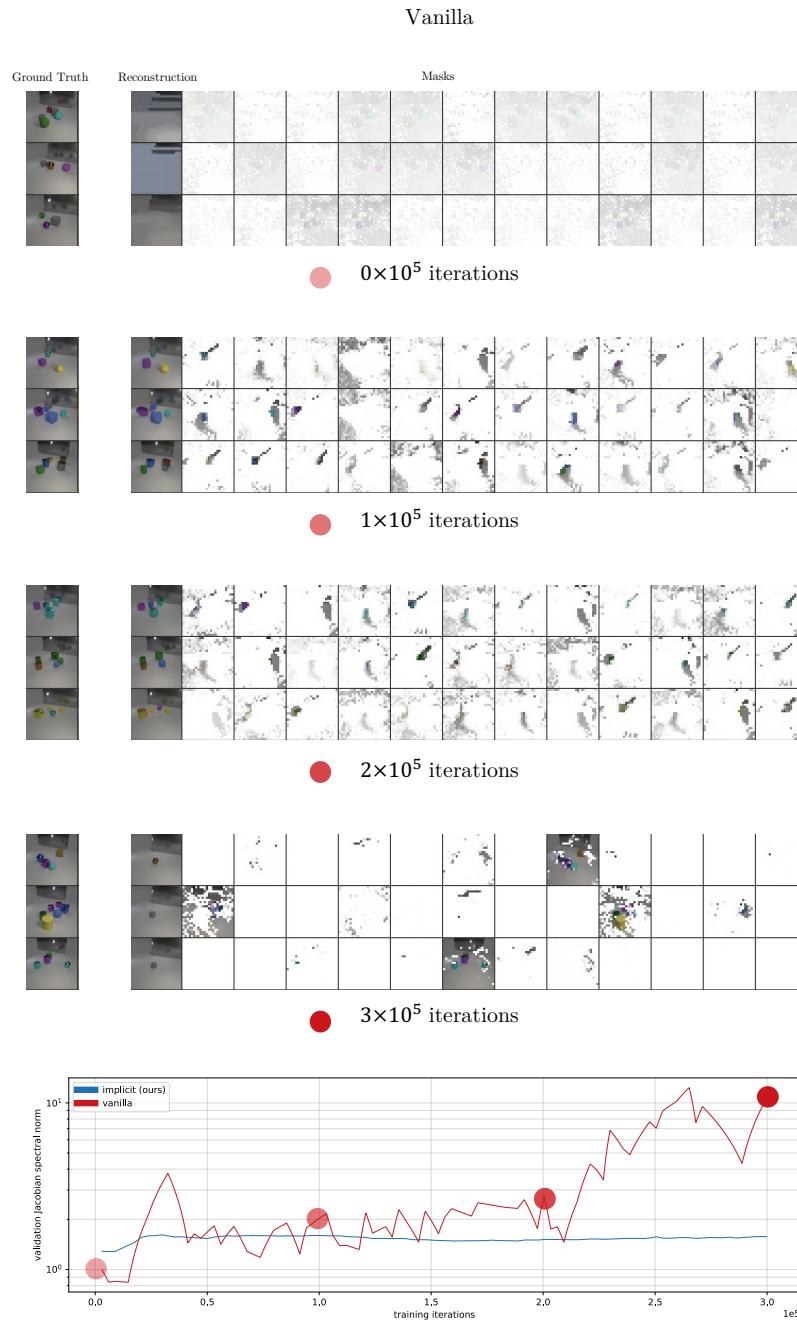 Vanilla
Ground Truth Reconstruction Masks
0×10⁵ iterations
1×10⁵ iterations
2×10⁵ iterations
3×10⁵ iterations
implicit (ours)
vanilla
validation Jacobian spectral norm
10¹
10⁰
0.0 0.5 1.0 1.5 2.0 2.5 3.0
training iterations
1e5